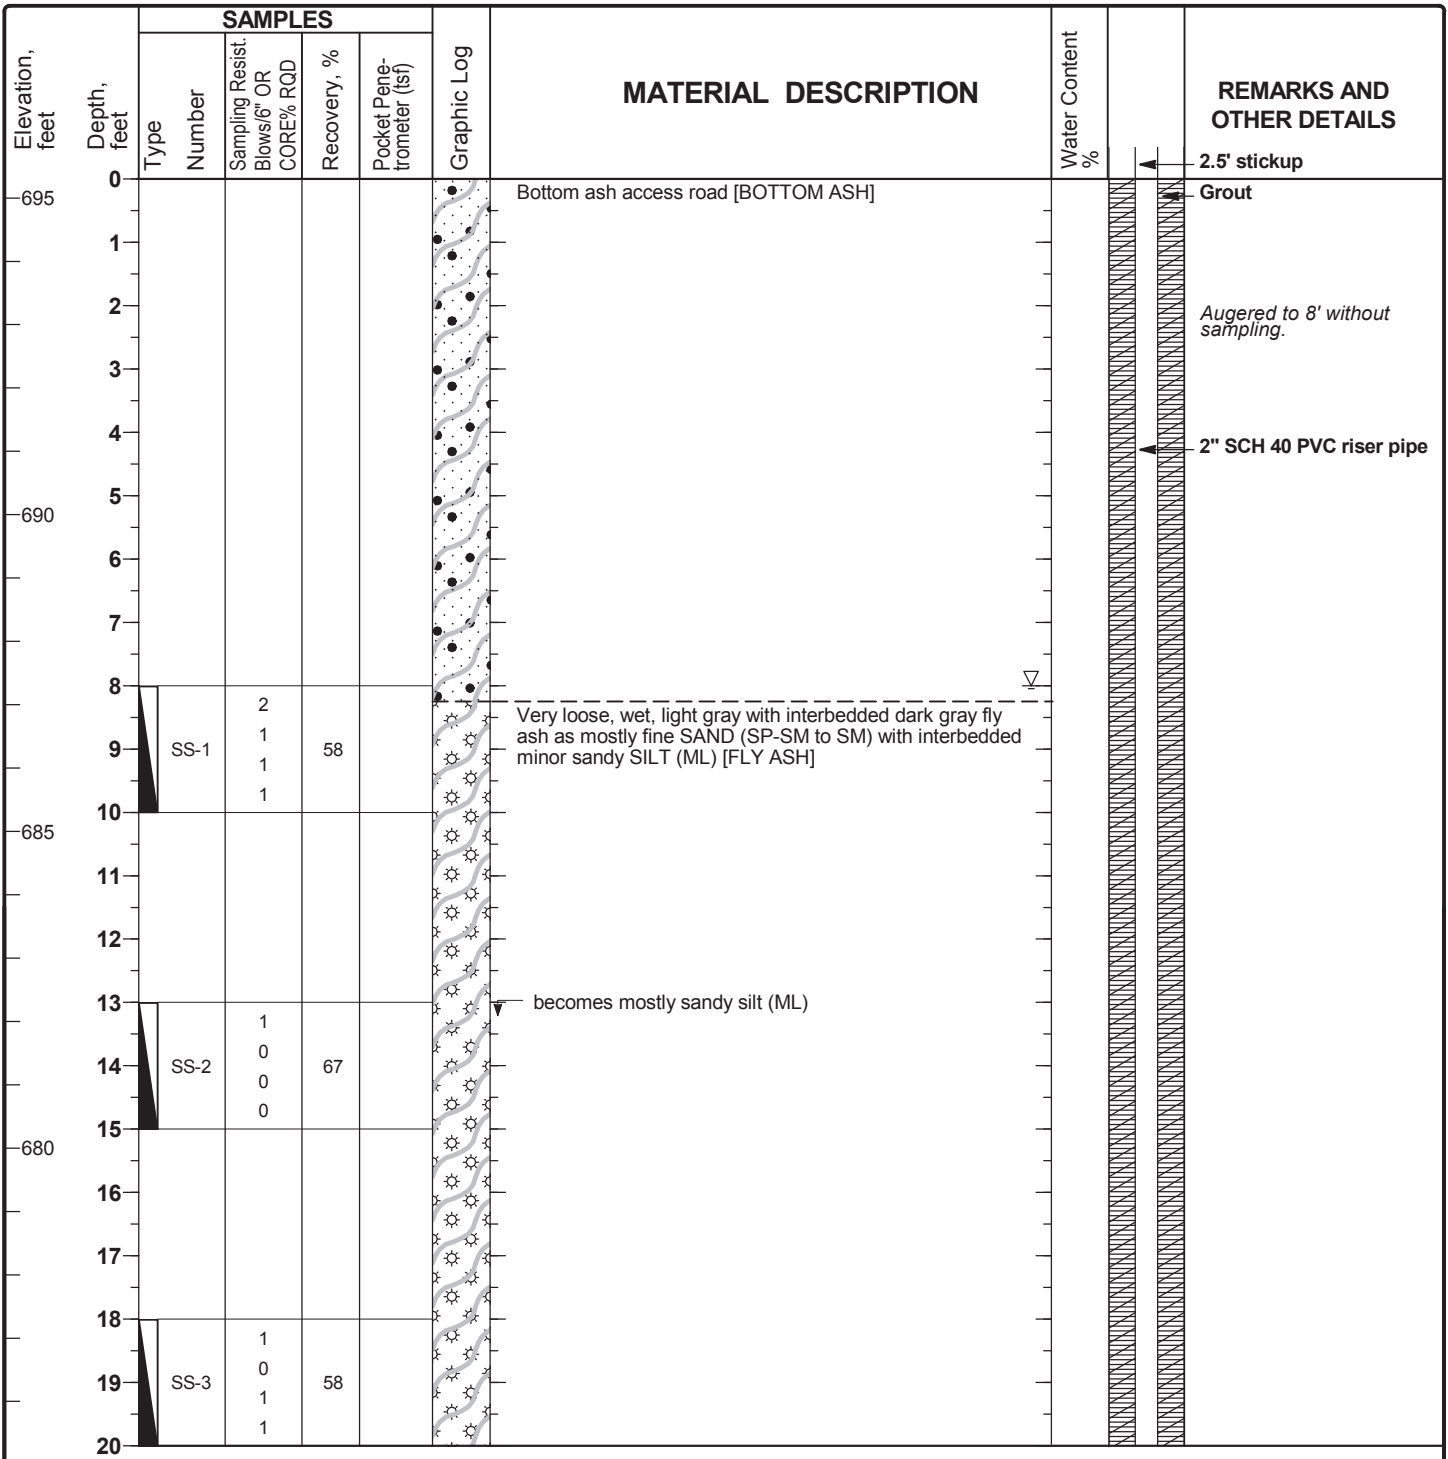 SAMPLES
Elevation,
feet
Depth,
feet
Type
Number
Sampling Resist.
Blows/6" OR
CORE% RQD
Recovery, %
Pocket Pene-
trometer (tsf)
Graphic Log
MATERIAL DESCRIPTION
Water Content
%
REMARKS AND
OTHER DETAILS
2.5' stickup
0
695
Bottom ash access road [BOTTOM ASH]
Grout
1
2
Augered to 8' without
sampling.
3
4
2" SCH 40 PVC riser pipe
5
690
6
7
8
2
Very loose, wet, light gray with interbedded dark gray fly
1
ash as mostly fine SAND (SP-SM to SM) with interbedded
9
SS-1
58
minor sandy SILT (ML) [FLY ASH]
1
1
10
685
11
12
13
becomes mostly sandy silt (ML)
1
0
14
SS-2
67
0
0
15
680
16
17
18
1
0
19
SS-3
58
1
1
20